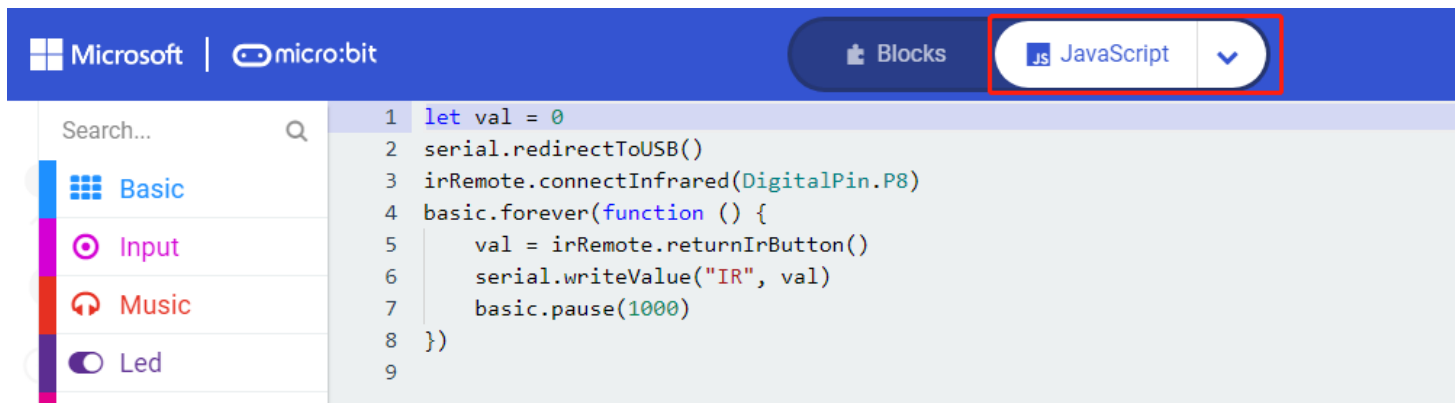 Microsoft | micro:bit Blocks JS JavaScript
Search...
Basic
Input
Music
Led
1 let val = 0
2 serial.redirectToUSB()
3 irRemote.connectInfrared(DigitalPin.P8)
4 basic.forever(function () {
5     val = irRemote.returnIrButton()
6     serial.writeValue("IR", val)
7     basic.pause(1000)
8 })
9